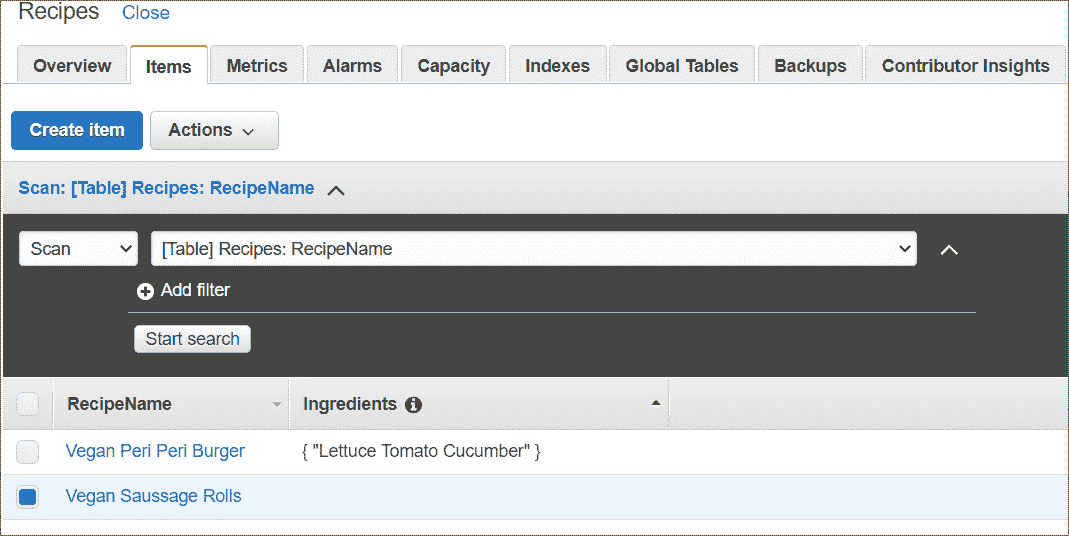 Recipes Close
Overview Items Metrics Alarms Capacity Indexes Global Tables Backups Contributor Insights
Create item Actions
Scan: [Table] Recipes: RecipeName
Scan [Table] Recipes: RecipeName
Add filter
Start search
RecipeName Ingredients
Vegan Peri Peri Burger { "Lettuce Tomato Cucumber" }
Vegan Saussage Rolls